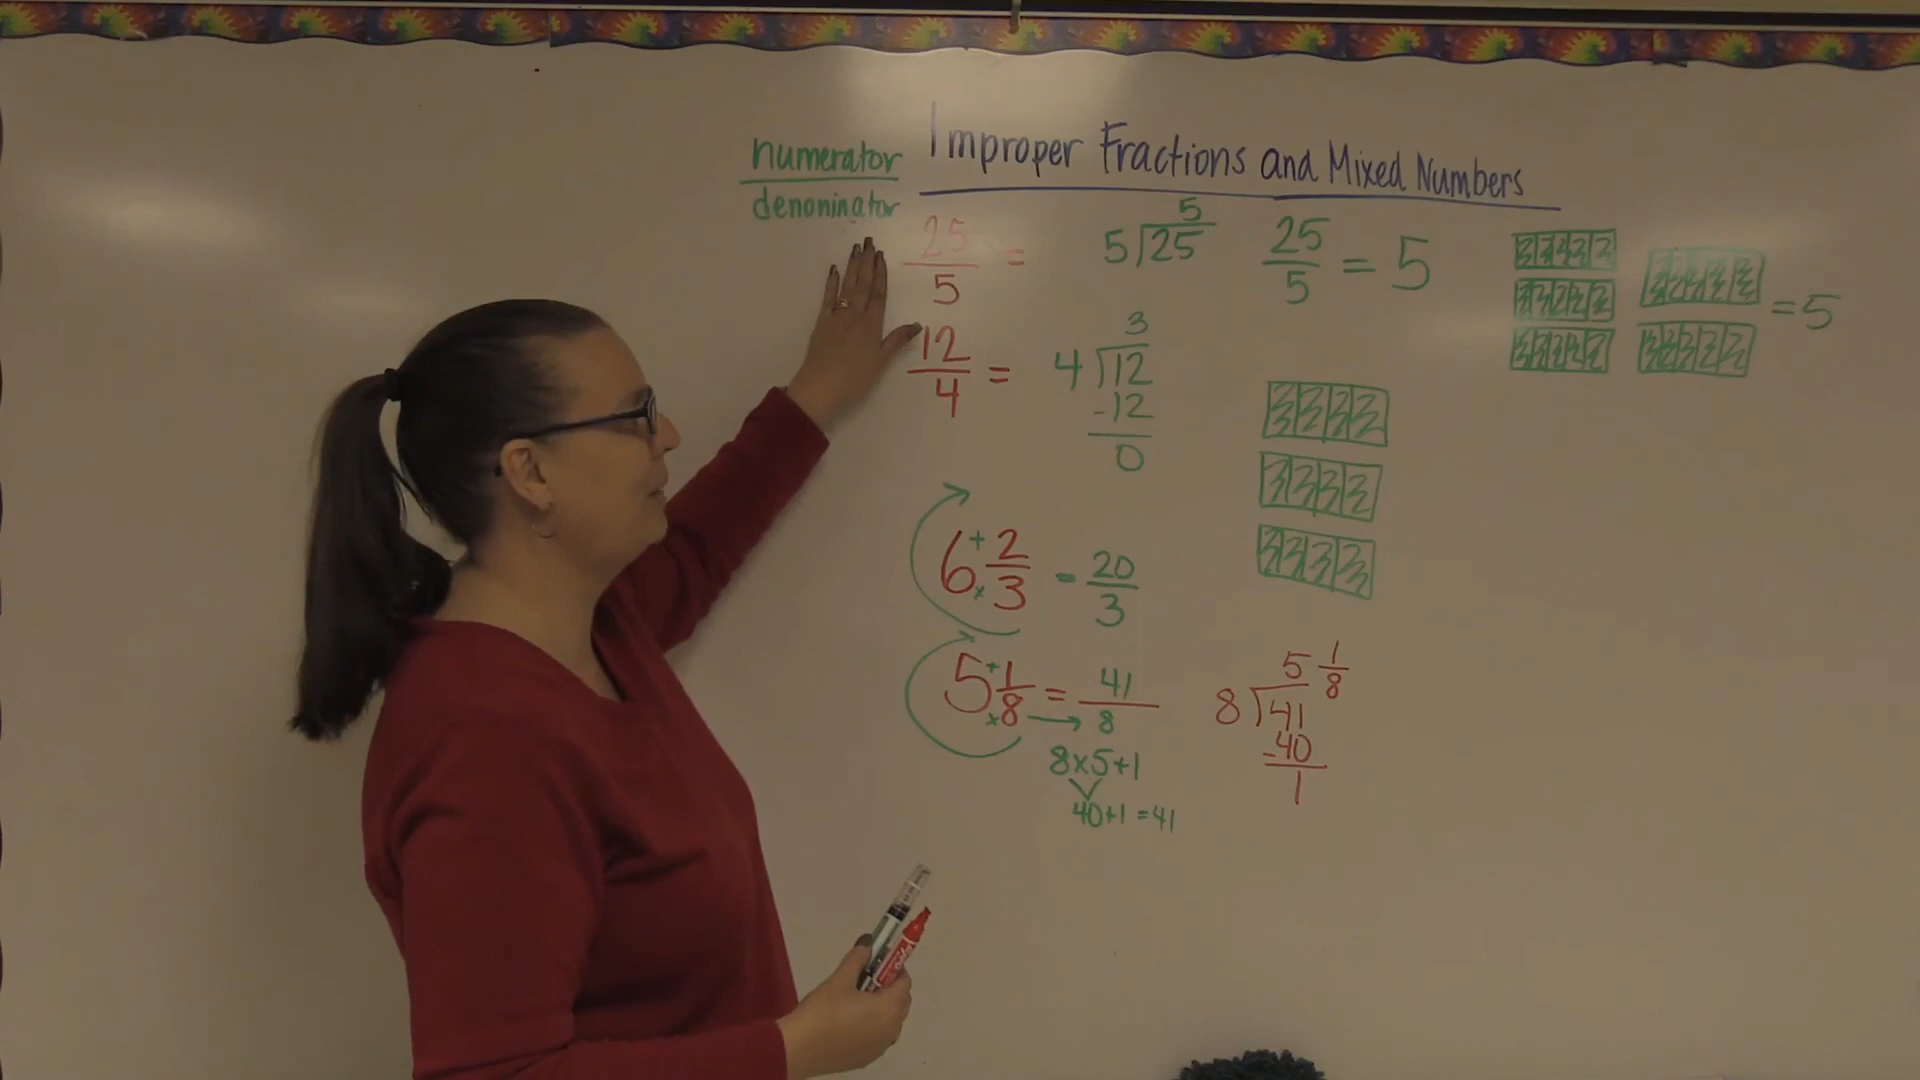 Improper Fractions and Mixed Numbers
numerator
denoninator
25/5 =
5
5)25
25/5 = 5
= 5
12/4 =
3
4)12
-12
0
6 + 2/3 x = 20/3
5 + 1/8 x = 41/8
8x5+1
40+1=41
5 1/8
8)41
-40
1